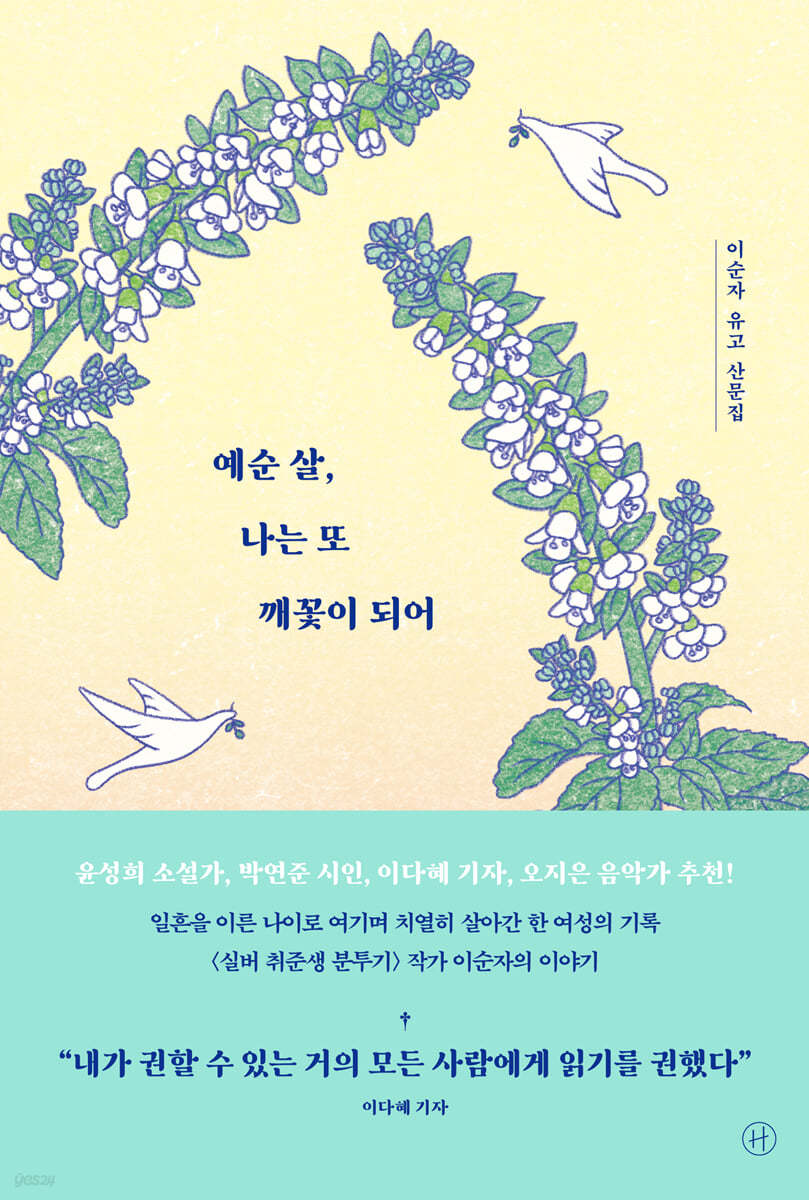 이순자 유고 산문집
예순 살,
나는 또
깨꽃이 되어
윤성희 소설가, 박연준 시인, 이다혜 기자, 오지은 음악가 추천!
일흔을 이른 나이로 여기며 치열히 살아간 한 여성의 기록
〈실버 취준생 분투기〉 작가 이순자의 이야기
†
“내가 권할 수 있는 거의 모든 사람에게 읽기를 권했다”
이다혜 기자
H
yes24